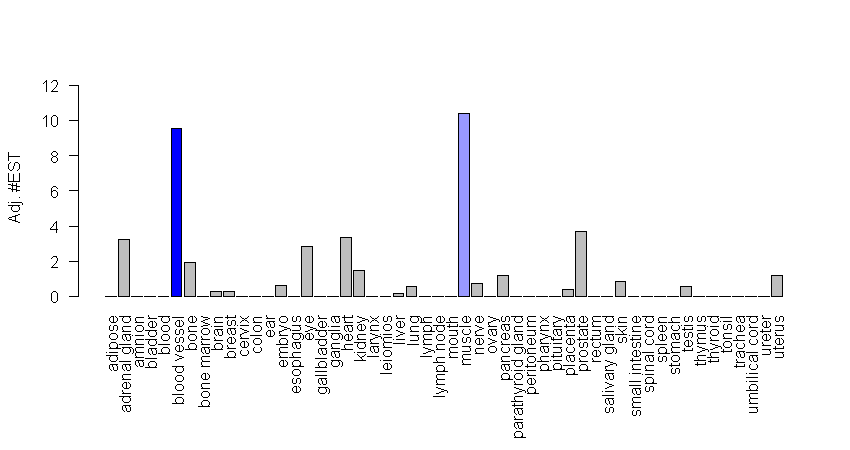 Adj. #EST
12
10
8
6
4
2
0
adipose
adrenal gland
amnion
bladder
blood
blood vessel
bone
bone marrow
brain
breast
cervix
colon
ear
embryo
esophagus
eye
gallbladder
ganglia
heart
kidney
larynx
leiomios
liver
lung
lymph
lymph node
mouth
muscle
nerve
ovary
pancreas
parathyroid gland
peritoneum
pharynx
pituitary
placenta
prostate
rectum
salivary gland
skin
small intestine
spinal cord
spleen
stomach
testis
thymus
thyroid
tonsil
trachea
umbilical cord
ureter
uterus